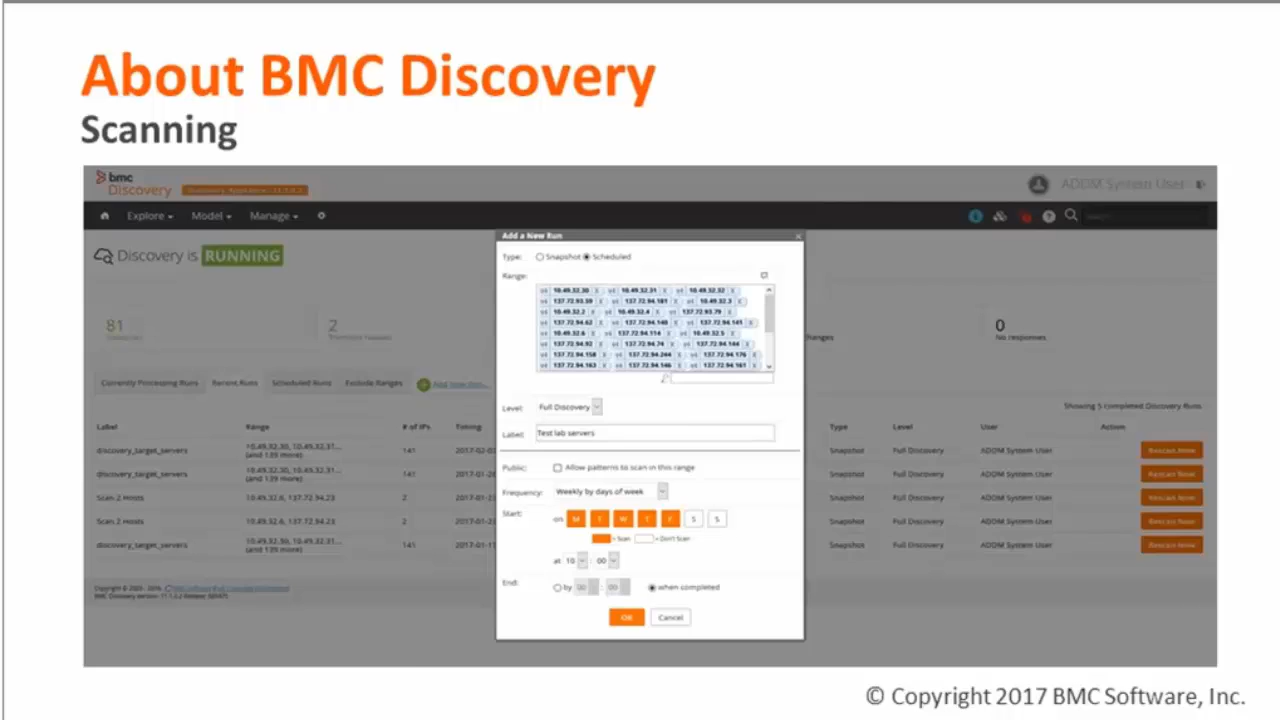 About BMC Discovery
Scanning
bmc
Discovery
ADDM System User
Explore Model Manage
Discovery is RUNNING
Add a New Run
Type: Snapshot Scheduled
Range:
10.49.32.30 10.49.32.31 10.49.32.32
137.72.93.59 137.72.94.181 10.49.32.3
10.49.32.2 10.49.32.4 137.72.93.79
137.72.94.62 137.72.94.140 137.72.94.141
10.49.32.6 137.72.94.114 10.49.32.5
137.72.94.92 137.72.94.74 137.72.94.144
137.72.94.158 137.72.94.244 137.72.94.176
137.72.94.163 137.72.94.146 137.72.94.161
81
2
0
No responses
Currently Processing Runs Recent Runs Scheduled Runs Exclude Ranges Add New Run...
Level: Full Discovery
Label: Test lab servers
Showing 5 completed Discovery Runs
Label Range # of IPs Timing Type Level User Action
discovery_target_servers 10.49.32.30, 10.49.32.31... (and 139 more) 141 Snapshot Full Discovery ADDM System User Rescan Now
discovery_target_servers 10.49.32.30, 10.49.32.31... (and 139 more) 141 Snapshot Full Discovery ADDM System User Rescan Now
Scan 2 Hosts 10.49.32.6, 137.72.94.23 2 Snapshot Full Discovery ADDM System User Rescan Now
Scan 2 Hosts 10.49.32.6, 137.72.94.23 2 Snapshot Full Discovery ADDM System User Rescan Now
discovery_target_servers 10.49.32.30, 10.49.32.31... (and 139 more) 141 Snapshot Full Discovery ADDM System User Rescan Now
Public: Allow patterns to scan in this range
Frequency: Weekly by days of week
Start: on M T W T F S S
= Scan = Don't Scan
at 10 : 00
End: by 00 : 00 when completed
OK Cancel
© Copyright 2017 BMC Software, Inc.